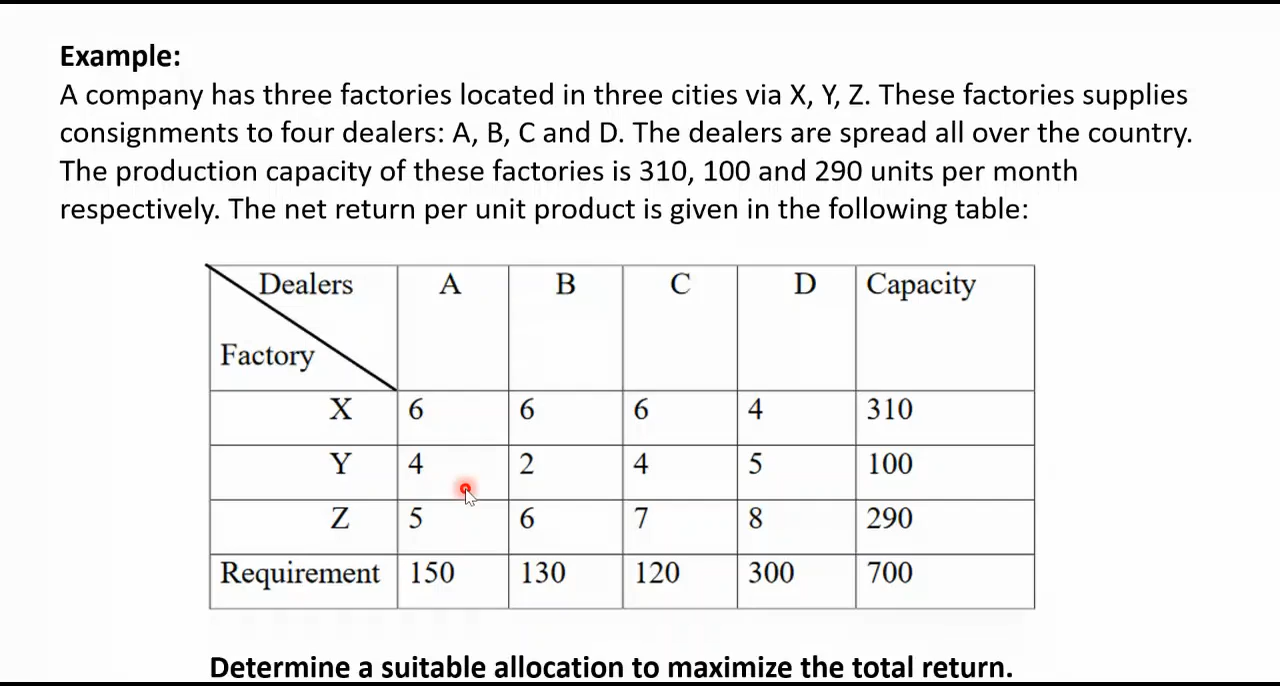 Example:
A company has three factories located in three cities via X, Y, Z. These factories supplies
consignments to four dealers: A, B, C and D. The dealers are spread all over the country.
The production capacity of these factories is 310, 100 and 290 units per month
respectively. The net return per unit product is given in the following table:
Dealers A B C D Capacity
Factory
X 6 6 6 4 310
Y 4 2 4 5 100
Z 5 6 7 8 290
Requirement 150 130 120 300 700
Determine a suitable allocation to maximize the total return.